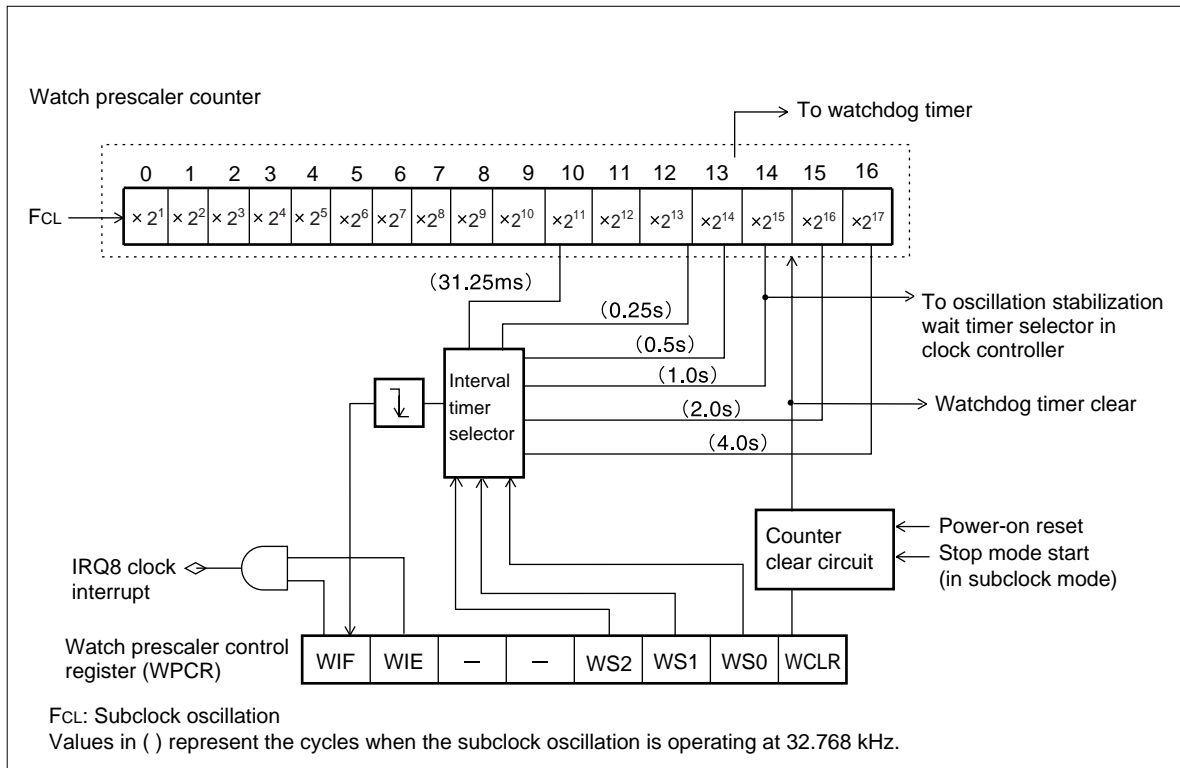 Watch prescaler counter
To watchdog timer
0 1 2 3 4 5 6 7 8 9 10 11 12 13 14 15 16
FCL
× 2¹ × 2² × 2³ × 2⁴ × 2⁵ ×2⁶ ×2⁷ ×2⁸ ×2⁹ ×2¹⁰ ×2¹¹ ×2¹² ×2¹³ ×2¹⁴ ×2¹⁵ ×2¹⁶ ×2¹⁷
(31.25ms)
(0.25s)
(0.5s)
(1.0s)
(2.0s)
(4.0s)
To oscillation stabilization
wait timer selector in
clock controller
Interval
timer
selector
Watchdog timer clear
Counter
clear circuit
Power-on reset
Stop mode start
(in subclock mode)
IRQ8 clock
interrupt
Watch prescaler control
register (WPCR)
WIF WIE – – WS2 WS1 WS0 WCLR
FCL: Subclock oscillation
Values in ( ) represent the cycles when the subclock oscillation is operating at 32.768 kHz.